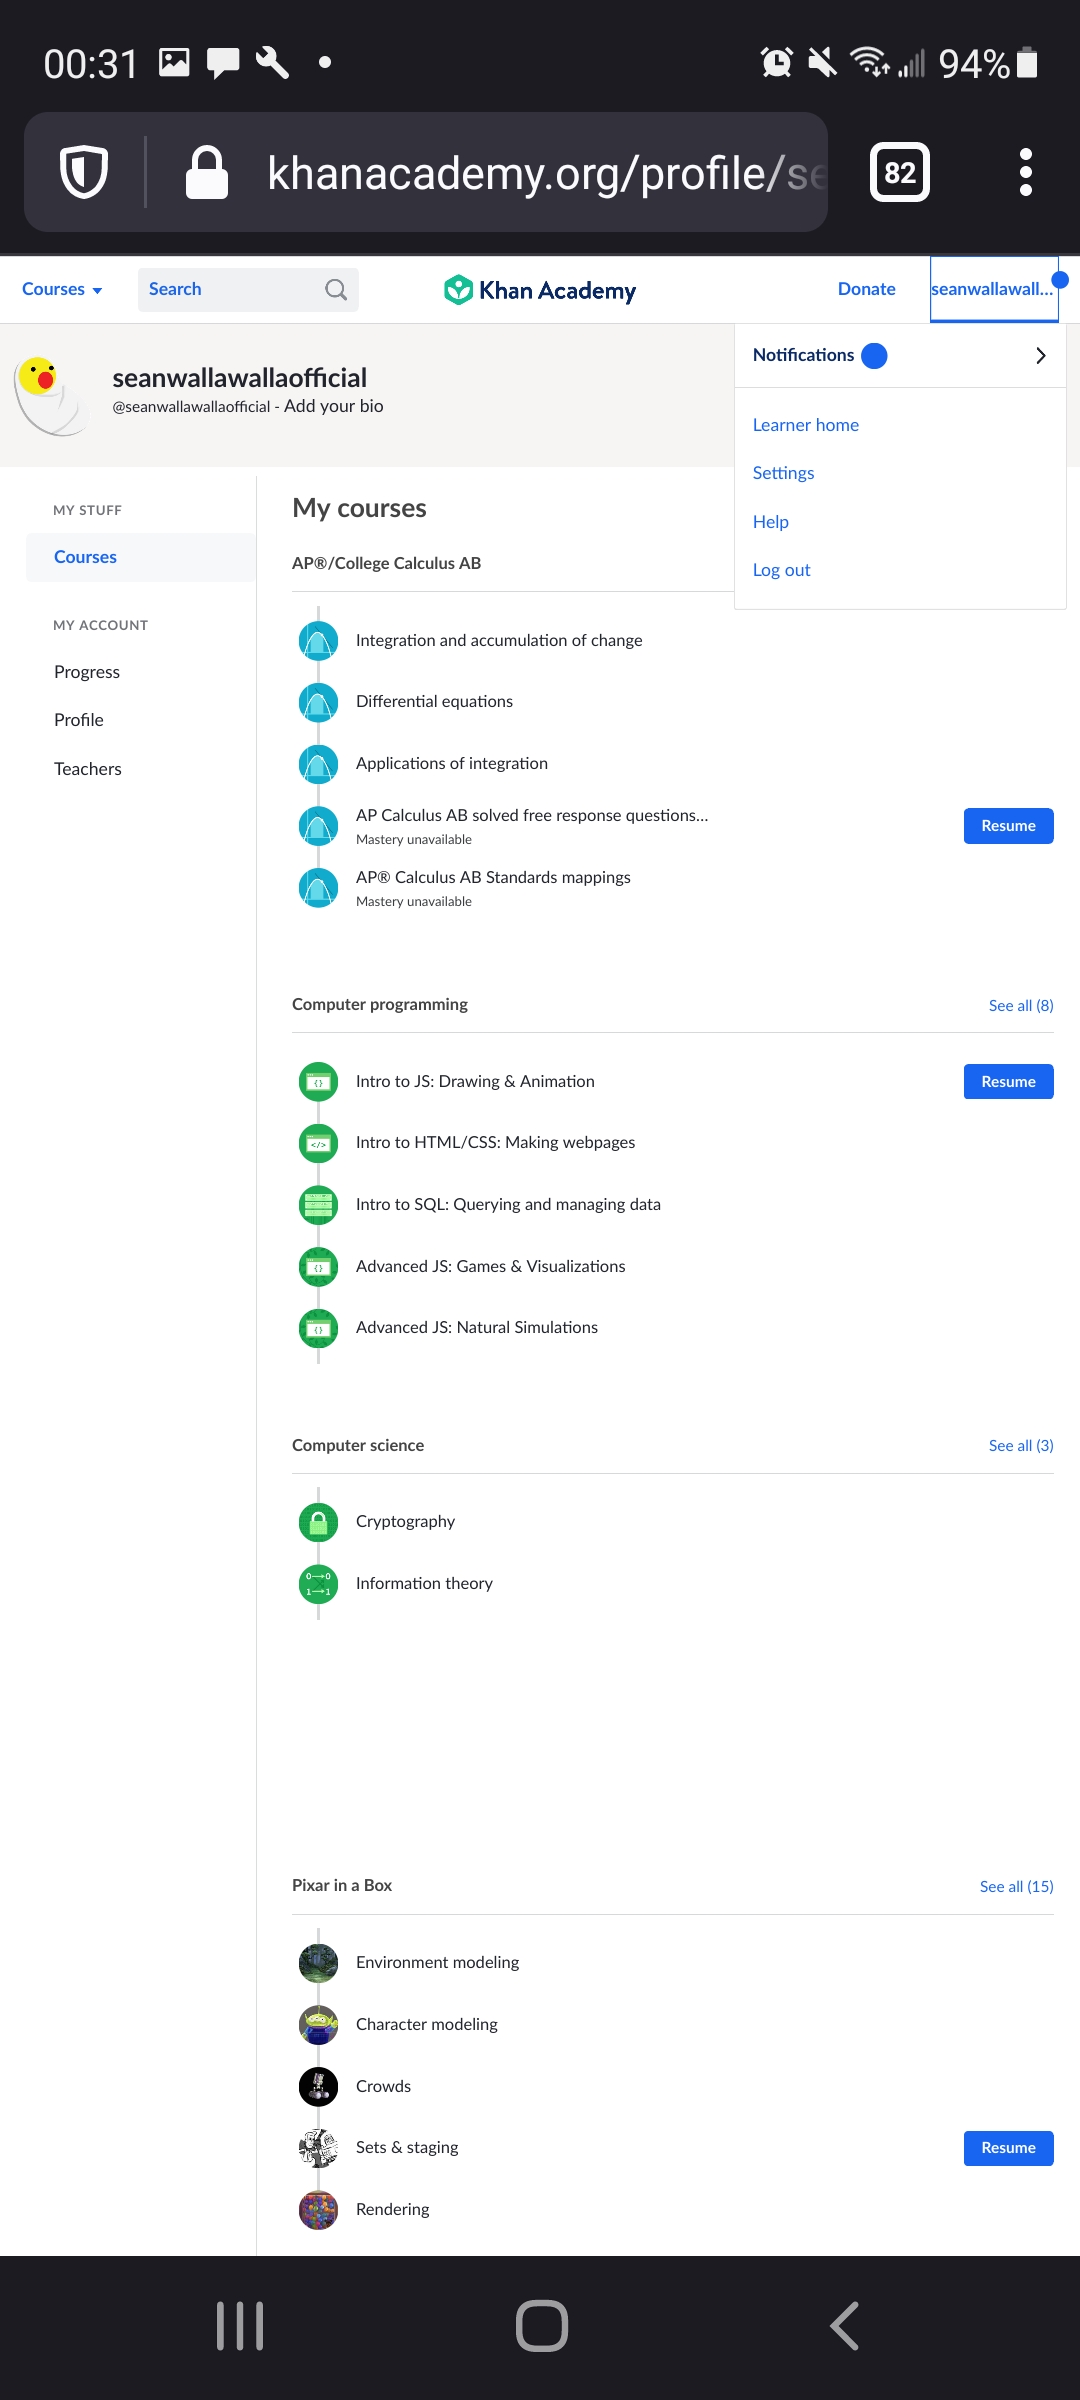 00:31
94%
khanacademy.org/profile/se
82
Courses
Search
Khan Academy
Donate
seanwallawall...
Notifications
Learner home
Settings
Help
Log out
seanwallawallaofficial
@seanwallawallaofficial - Add your bio
MY STUFF
Courses
MY ACCOUNT
Progress
Profile
Teachers
My courses
AP®/College Calculus AB
Integration and accumulation of change
Differential equations
Applications of integration
AP Calculus AB solved free response questions...
Mastery unavailable
Resume
AP® Calculus AB Standards mappings
Mastery unavailable
Computer programming
See all (8)
Intro to JS: Drawing & Animation
Resume
Intro to HTML/CSS: Making webpages
Intro to SQL: Querying and managing data
Advanced JS: Games & Visualizations
Advanced JS: Natural Simulations
Computer science
See all (3)
Cryptography
Information theory
Pixar in a Box
See all (15)
Environment modeling
Character modeling
Crowds
Sets & staging
Resume
Rendering